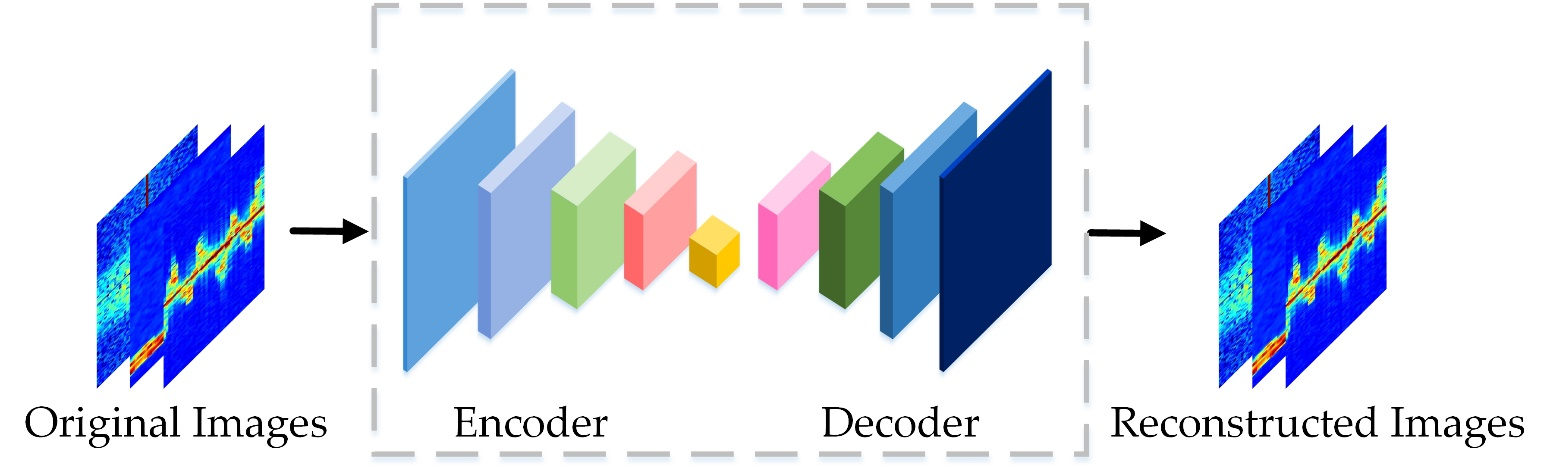 Original Images
Encoder
Decoder
Reconstructed Images